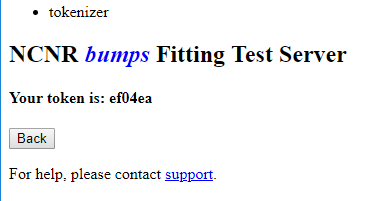 tokenizer
NCNR bumps Fitting Test Server
Your token is: ef04ea
Back
For help, please contact support.